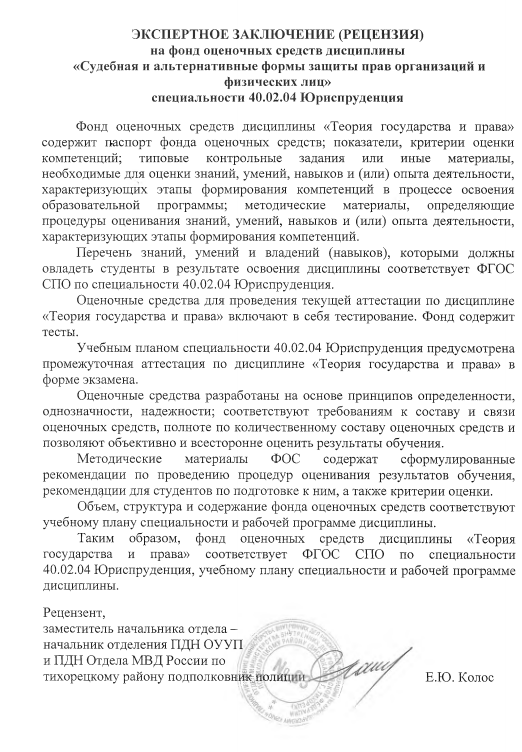 ЭКСПЕРТНОЕ ЗАКЛЮЧЕНИЕ (РЕЦЕНЗИЯ)
на фонд оценочных средств дисциплины
«Судебная и альтернативные формы защиты прав организаций и
физических лиц»
специальности 40.02.04 Юриспруденция
Фонд оценочных средств дисциплины «Теория государства и права»
содержит паспорт фонда оценочных средств; показатели, критерии оценки
компетенций; типовые контрольные задания или иные материалы,
необходимые для оценки знаний, умений, навыков и (или) опыта деятельности,
характеризующих этапы формирования компетенций в процессе освоения
образовательной программы; методические материалы, определяющие
процедуры оценивания знаний, умений, навыков и (или) опыта деятельности,
характеризующих этапы формирования компетенций.
Перечень знаний, умений и владений (навыков), которыми должны
овладеть студенты в результате освоения дисциплины соответствует ФГОС
СПО по специальности 40.02.04 Юриспруденция.
Оценочные средства для проведения текущей аттестации по дисциплине
«Теория государства и права» включают в себя тестирование. Фонд содержит
тесты.
Учебным планом специальности 40.02.04 Юриспруденция предусмотрена
промежуточная аттестация по дисциплине «Теория государства и права» в
форме экзамена.
Оценочные средства разработаны на основе принципов определенности,
однозначности, надежности; соответствуют требованиям к составу и связи
оценочных средств, полноте по количественному составу оценочных средств и
позволяют объективно и всесторонне оценить результаты обучения.
Методические материалы ФОС содержат сформулированные
рекомендации по проведению процедур оценивания результатов обучения,
рекомендации для студентов по подготовке к ним, а также критерии оценки.
Объем, структура и содержание фонда оценочных средств соответствуют
учебному плану специальности и рабочей программе дисциплины.
Таким образом, фонд оценочных средств дисциплины «Теория
государства и права» соответствует ФГОС СПО по специальности
40.02.04 Юриспруденция, учебному плану специальности и рабочей программе
дисциплины.
Рецензент,
заместитель начальника отдела –
начальник отделения ПДН ОУУП
и ПДН Отдела МВД России по
тихорецкому району подполковник полиции
Е.Ю. Колос